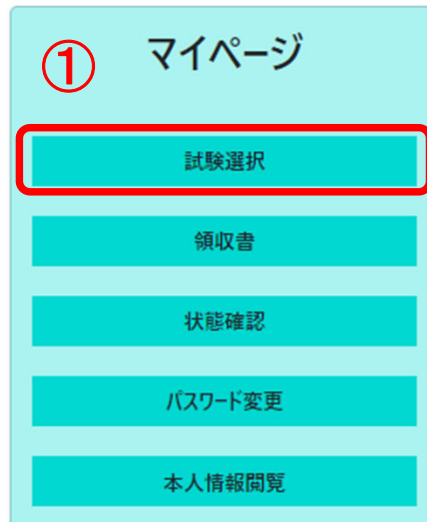 ① マイページ
試験選択
領収書
状態確認
パスワード変更
本人情報閲覧